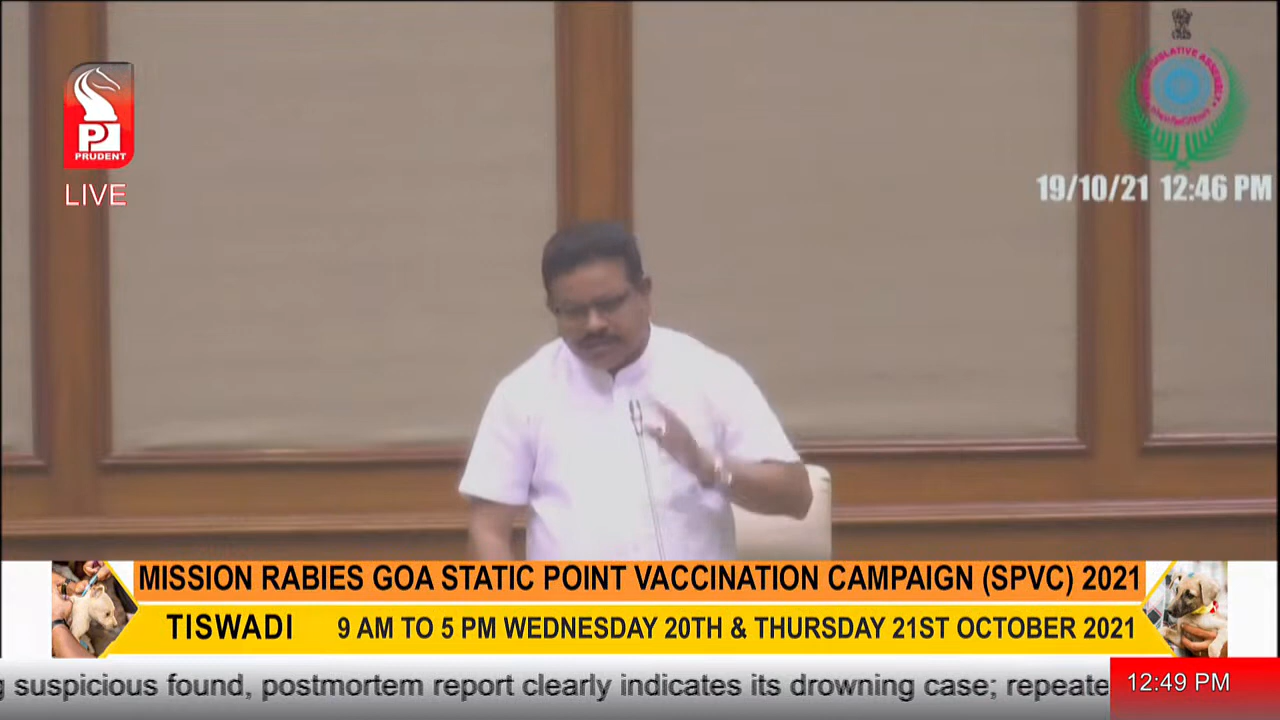 PRUDENT
LIVE
LEGISLATIVE ASSEMBLY
19/10/21 12:46 PM
MISSION RABIES GOA STATIC POINT VACCINATION CAMPAIGN (SPVC) 2021
TISWADI 9 AM TO 5 PM WEDNESDAY 20TH & THURSDAY 21ST OCTOBER 2021
suspicious found, postmortem report clearly indicates its drowning case; repeate
12:49 PM